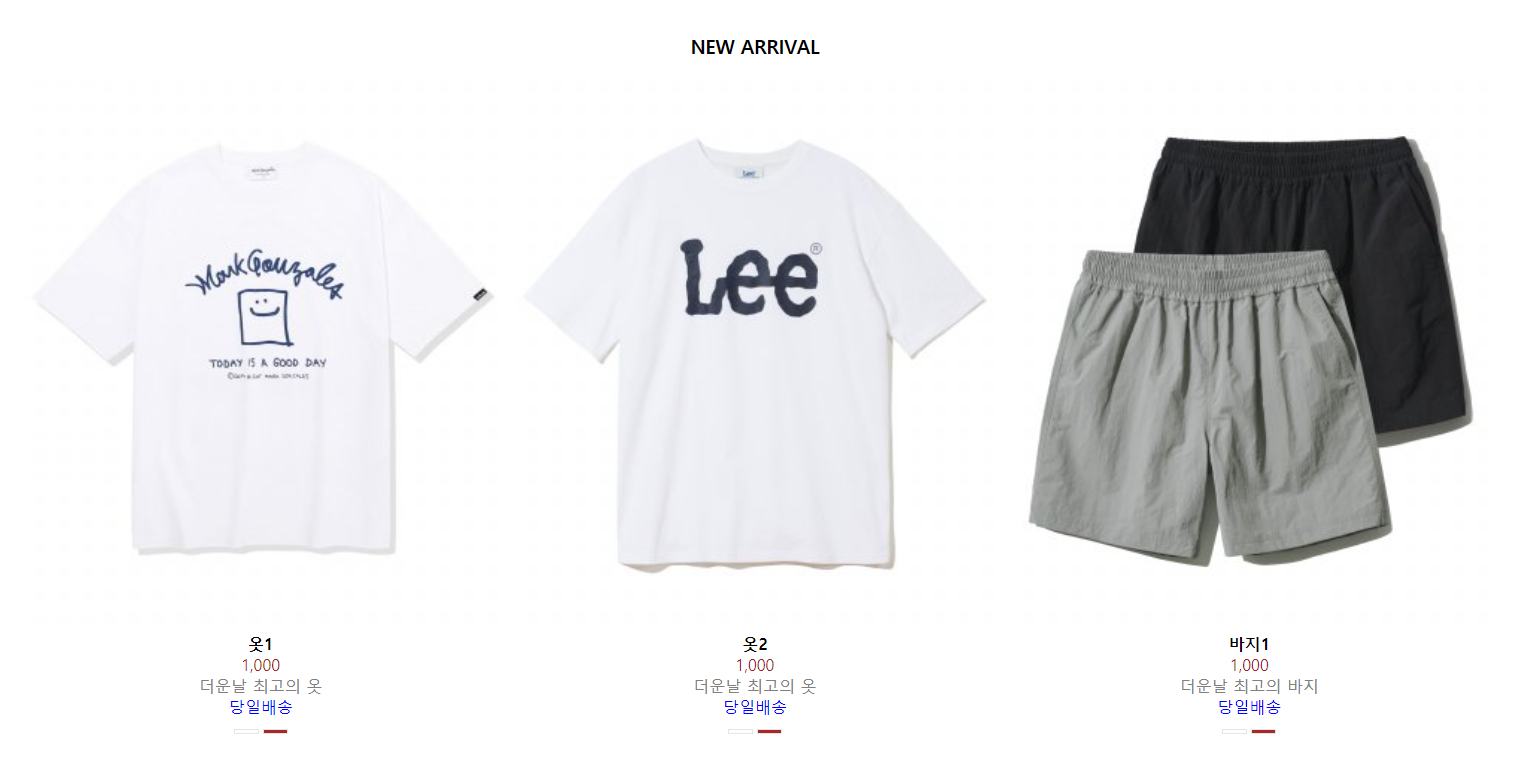 NEW ARRIVAL
Mark Gonzales
TODAY IS A GOOD DAY
Lee
Lee®
옷1
1,000
더운날 최고의 옷
당일배송
옷2
1,000
더운날 최고의 옷
당일배송
바지1
1,000
더운날 최고의 바지
당일배송